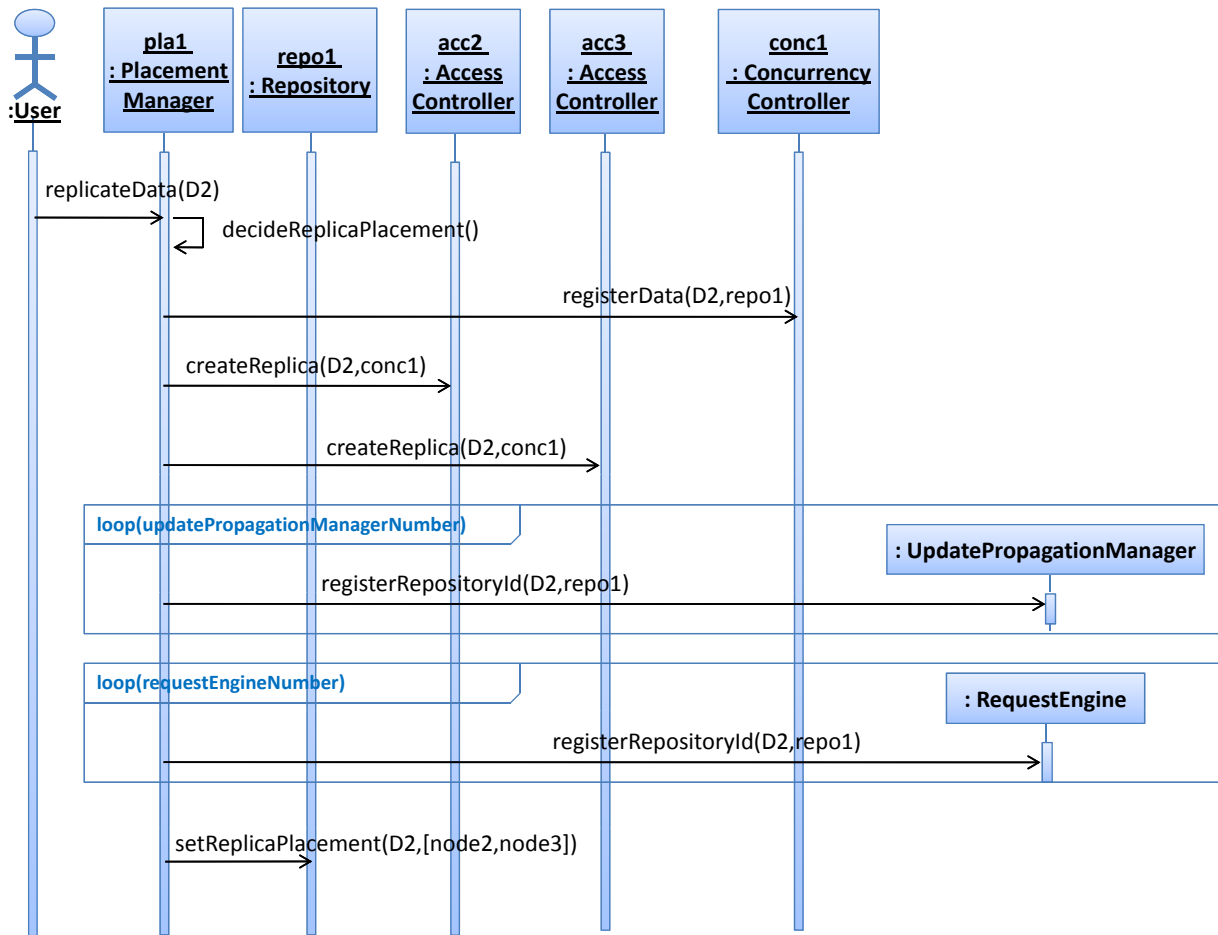 :User
pla1
: Placement
Manager
repo1
: Repository
acc2
: Access
Controller
acc3
: Access
Controller
conc1
: Concurrency
Controller
replicateData(D2)
decideReplicaPlacement()
registerData(D2,repo1)
createReplica(D2,conc1)
createReplica(D2,conc1)
loop(updatePropagationManagerNumber)
: UpdatePropagationManager
registerRepositoryId(D2,repo1)
loop(requestEngineNumber)
: RequestEngine
registerRepositoryId(D2,repo1)
setReplicaPlacement(D2,[node2,node3])